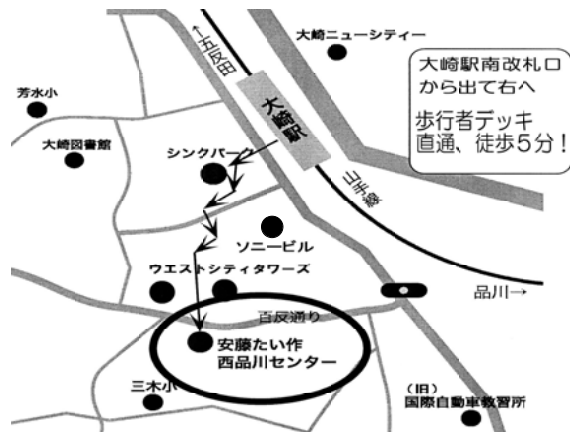 ←五反田
大崎ニューシティー
大崎駅南改札口
から出て右へ
歩行者デッキ
直通、徒歩5分！
芳水小
大崎駅
大崎図書館
シンクパーク
山手線
ソニービル
ウエストシティタワーズ
品川→
百反通り
安藤たい作
西品川センター
三木小
（旧）
国際自動車教習所